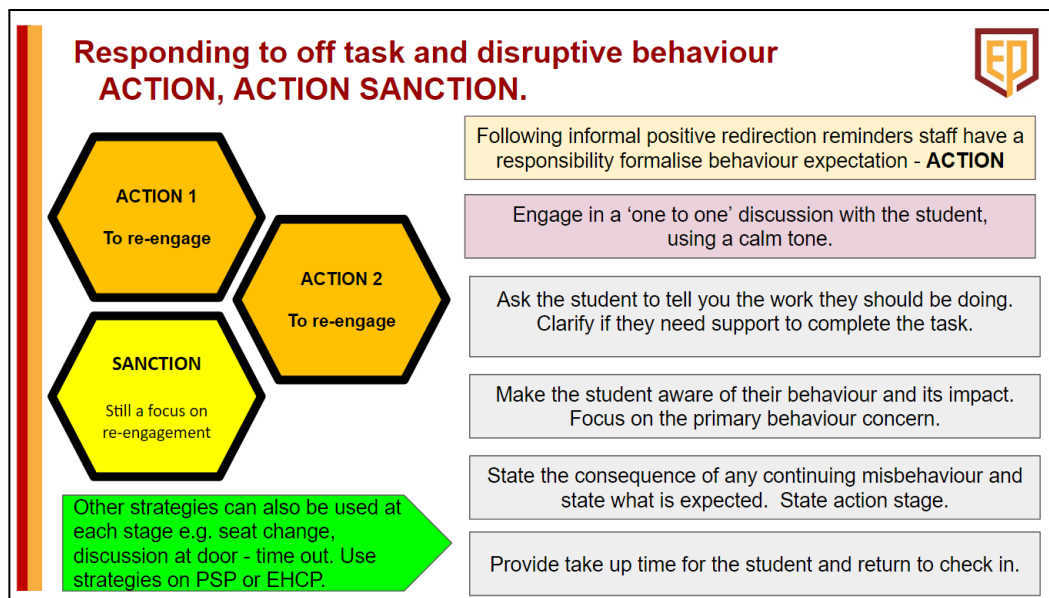 Responding to off task and disruptive behaviour
ACTION, ACTION SANCTION.
EP
ACTION 1
To re-engage
ACTION 2
To re-engage
SANCTION
Still a focus on
re-engagement
Other strategies can also be used at
each stage e.g. seat change,
discussion at door - time out. Use
strategies on PSP or EHCP.
Following informal positive redirection reminders staff have a
responsibility formalise behaviour expectation - ACTION
Engage in a ‘one to one’ discussion with the student,
using a calm tone.
Ask the student to tell you the work they should be doing.
Clarify if they need support to complete the task.
Make the student aware of their behaviour and its impact.
Focus on the primary behaviour concern.
State the consequence of any continuing misbehaviour and
state what is expected.  State action stage.
Provide take up time for the student and return to check in.